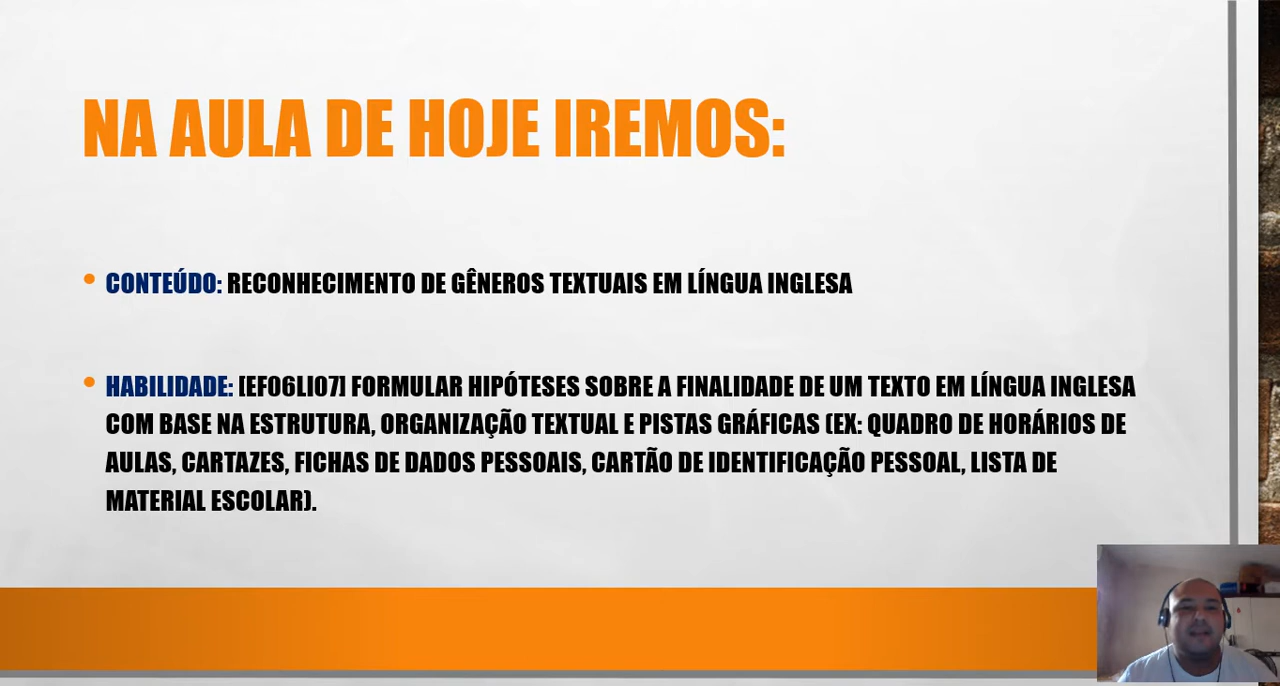 NA AULA DE HOJE IREMOS:
• CONTEÚDO: RECONHECIMENTO DE GÊNEROS TEXTUAIS EM LÍNGUA INGLESA
• HABILIDADE: [EF06LI07] FORMULAR HIPÓTESES SOBRE A FINALIDADE DE UM TEXTO EM LÍNGUA INGLESA
COM BASE NA ESTRUTURA, ORGANIZAÇÃO TEXTUAL E PISTAS GRÁFICAS (EX: QUADRO DE HORÁRIOS DE
AULAS, CARTAZES, FICHAS DE DADOS PESSOAIS, CARTÃO DE IDENTIFICAÇÃO PESSOAL, LISTA DE
MATERIAL ESCOLAR).